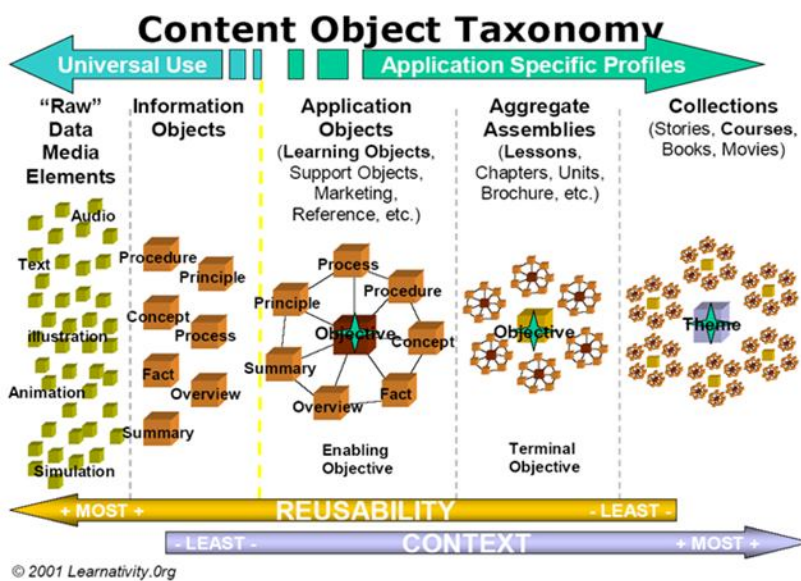 Content Object Taxonomy
Universal Use
Application Specific Profiles
“Raw”
Data
Media
Elements
Information
Objects
Application
Objects
(Learning Objects,
Support Objects,
Marketing,
Reference, etc.)
Aggregate
Assemblies
(Lessons,
Chapters, Units,
Brochure, etc.)
Collections
(Stories, Courses,
Books, Movies)
Audio
Text
illustration
Animation
Simulation
Procedure
Principle
Concept
Process
Fact
Overview
Summary
Process
Procedure
Principle
Objective
Concept
Summary
Overview
Fact
Enabling
Objective
Objective
Terminal
Objective
Theme
+ MOST +
REUSABILITY
- LEAST -
- LEAST -
CONTEXT
+ MOST +
© 2001 Learnativity.0rg